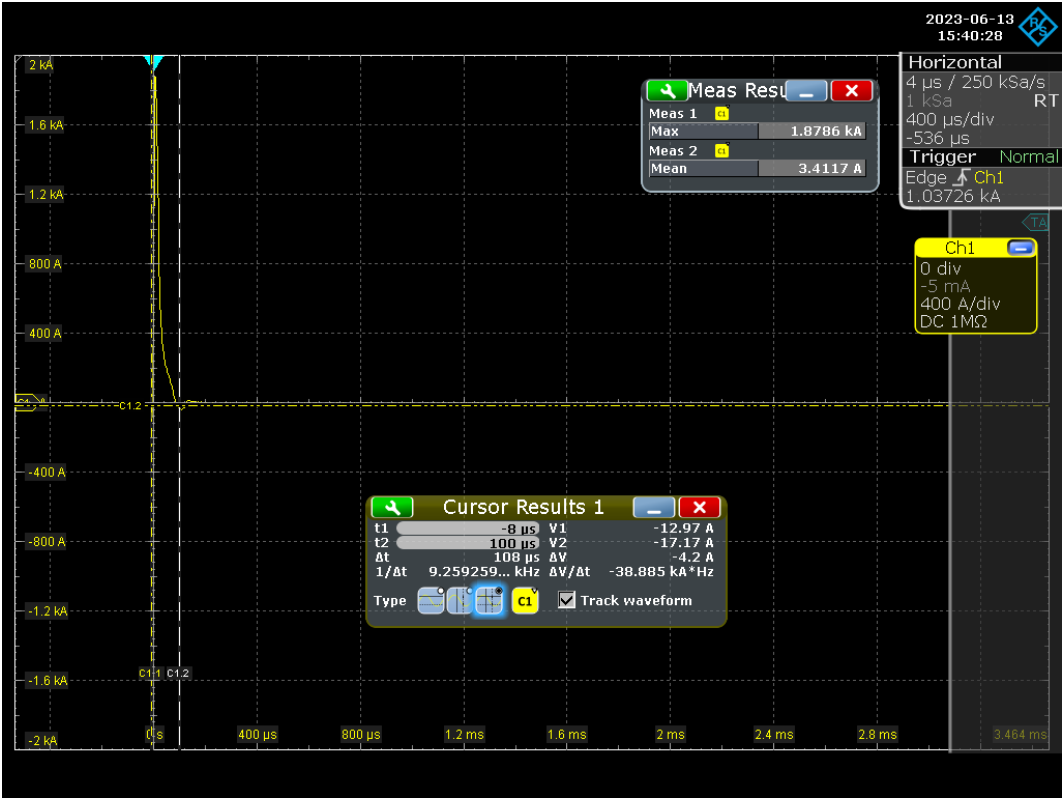 2023-06-13
15:40:28
Horizontal
4 µs / 250 kSa/s
1 kSa RT
400 µs/div
-536 µs
Trigger Normal
Edge Ch1
1.03726 kA
TA
Ch1
0 div
-5 mA
400 A/div
DC 1MΩ
Meas Resu
Meas 1 C1
Max 1.8786 kA
Meas 2 C1
Mean 3.4117 A
2 kA
1.6 kA
1.2 kA
800 A
400 A
C1.2
-400 A
-800 A
-1.2 kA
-1.6 kA
-2 kA
Cursor Results 1
t1 -8 µs V1 -12.97 A
t2 100 µs V2 -17.17 A
Δt 108 µs ΔV -4.2 A
1/Δt 9.259259... kHz ΔV/Δt -38.885 kA*Hz
Type C1 Track waveform
C1.1 C1.2
0 s 400 µs 800 µs 1.2 ms 1.6 ms 2 ms 2.4 ms 2.8 ms 3.464 ms